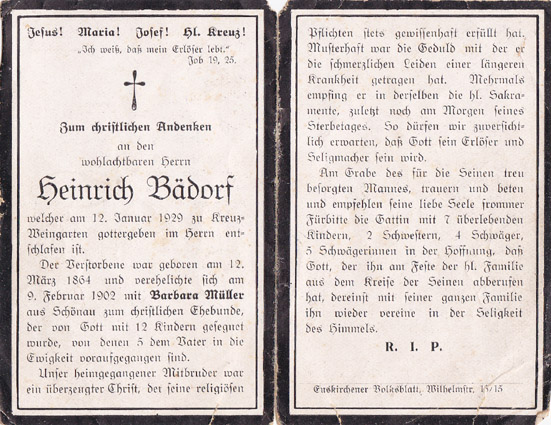 Jesus! Maria! Josef! Hl. Kreuz!
„Ich weiß, daß mein Erlöser lebt.“
Job 19, 25.
Zum christlichen Andenken
an den
wohlachtbaren Herrn
Heinrich Bädorf
welcher am 12. Januar 1929 zu Kreuz-
Weingarten gottergeben im Herrn ent-
schlafen ist.
Der Verstorbene war geboren am 12.
März 1864 und verehelichte sich am
9. Februar 1902 mit Barbara Müller
aus Schönau zum christlichen Ehebunde,
der von Gott mit 12 Kindern gesegnet
wurde, von denen 5 dem Vater in die
Ewigkeit voraufgegangen sind.
Unser heimgegangener Mitbruder war
ein überzeugter Christ, der seine religiösen
Pflichten stets gewissenhaft erfüllt hat.
Musterhaft war die Geduld mit der er
die schmerzlichen Leiden einer längeren
Krankheit getragen hat. Mehrmals
empfing er in derselben die hl. Sakra-
mente, zuletzt noch am Morgen seines
Sterbetages. So dürfen wir zuversicht-
lich erwarten, daß Gott sein Erlöser und
Seligmacher sein wird.
Am Grabe des für die Seinen treu
besorgten Mannes, trauern und beten
und empfehlen seine liebe Seele frommer
Fürbitte die Gattin mit 7 überlebenden
Kindern, 2 Schwestern, 4 Schwäger,
5 Schwägerinnen in der Hoffnung, daß
Gott, der ihn am Feste der hl. Familie
aus dem Kreise der Seinen abberufen
hat, dereinst mit seiner ganzen Familie
ihn wieder vereine in der Seligkeit
des Himmels.
R. I. P.
Euskirchener Volksblatt, Wilhelmstr. 13/15